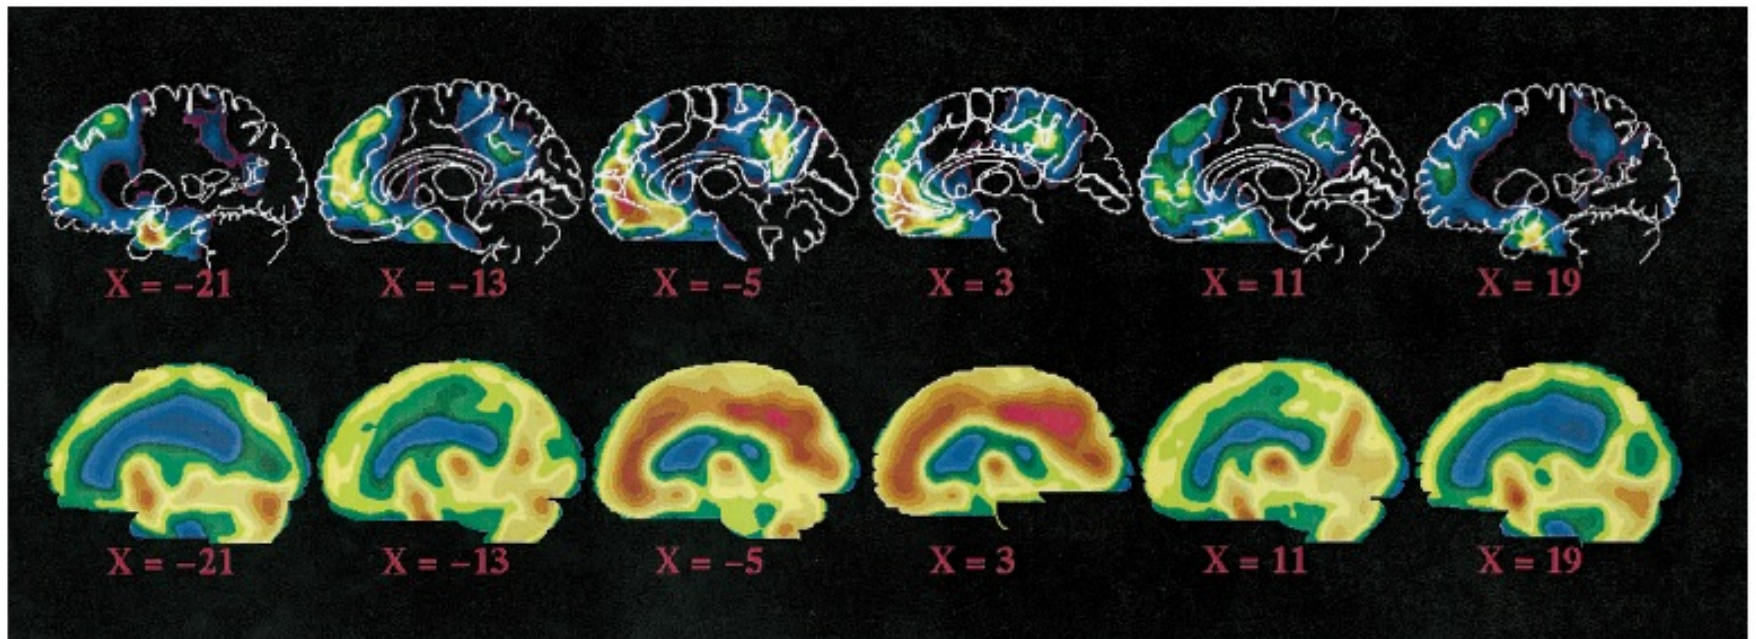 X = −21 X = −13 X = −5 X = 3 X = 11 X = 19
X = −21 X = −13 X = −5 X = 3 X = 11 X = 19